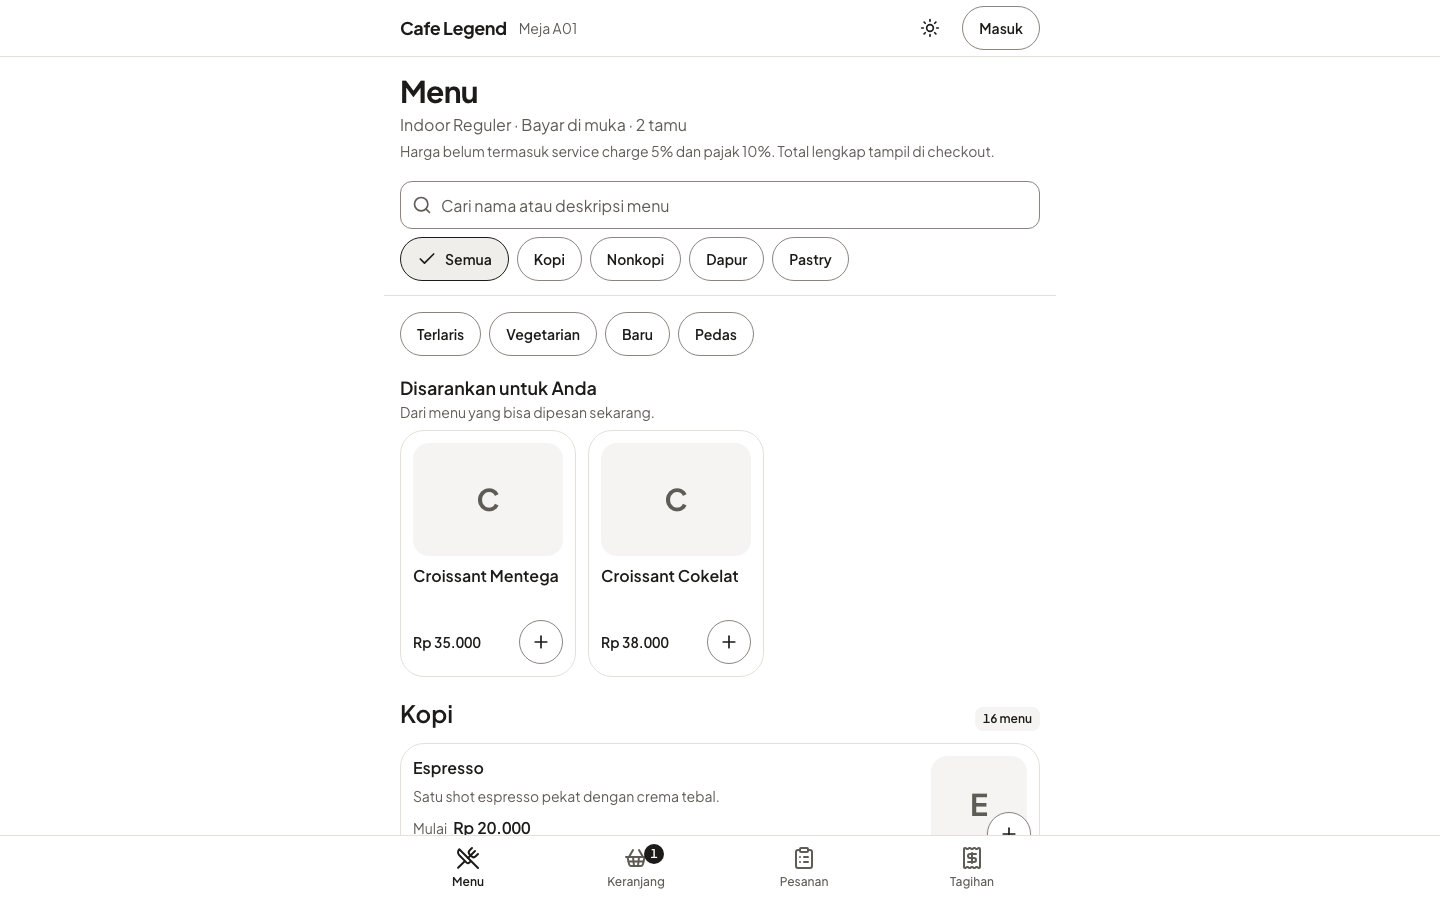 Cafe Legend Meja A01 Masuk
Menu
Indoor Reguler · Bayar di muka · 2 tamu
Harga belum termasuk service charge 5% dan pajak 10%. Total lengkap tampil di checkout.
Cari nama atau deskripsi menu
Semua Kopi Nonkopi Dapur Pastry
Terlaris Vegetarian Baru Pedas
Disarankan untuk Anda
Dari menu yang bisa dipesan sekarang.
C C
Croissant Mentega Croissant Cokelat
Rp 35.000 Rp 38.000
Kopi 16 menu
Espresso
Satu shot espresso pekat dengan crema tebal.
E
Mulai Rp 20.000
1
Menu Keranjang Pesanan Tagihan